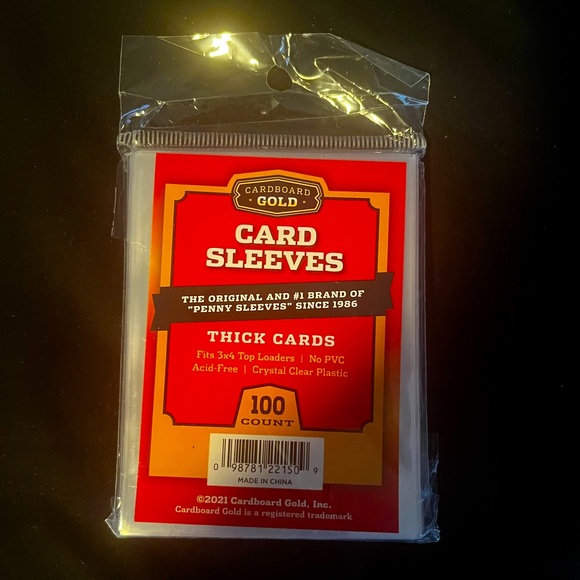 CARDBOARD
• GOLD •
CARD
SLEEVES
THE ORIGINAL AND #1 BRAND OF
"PENNY SLEEVES" SINCE 1986
THICK CARDS
Fits 3x4 Top Loaders | No PVC
Acid-Free | Crystal Clear Plastic
100
COUNT
0 98781 22150 9
MADE IN CHINA
©2021 Cardboard Gold, Inc.
Cardboard Gold is a registered trademark